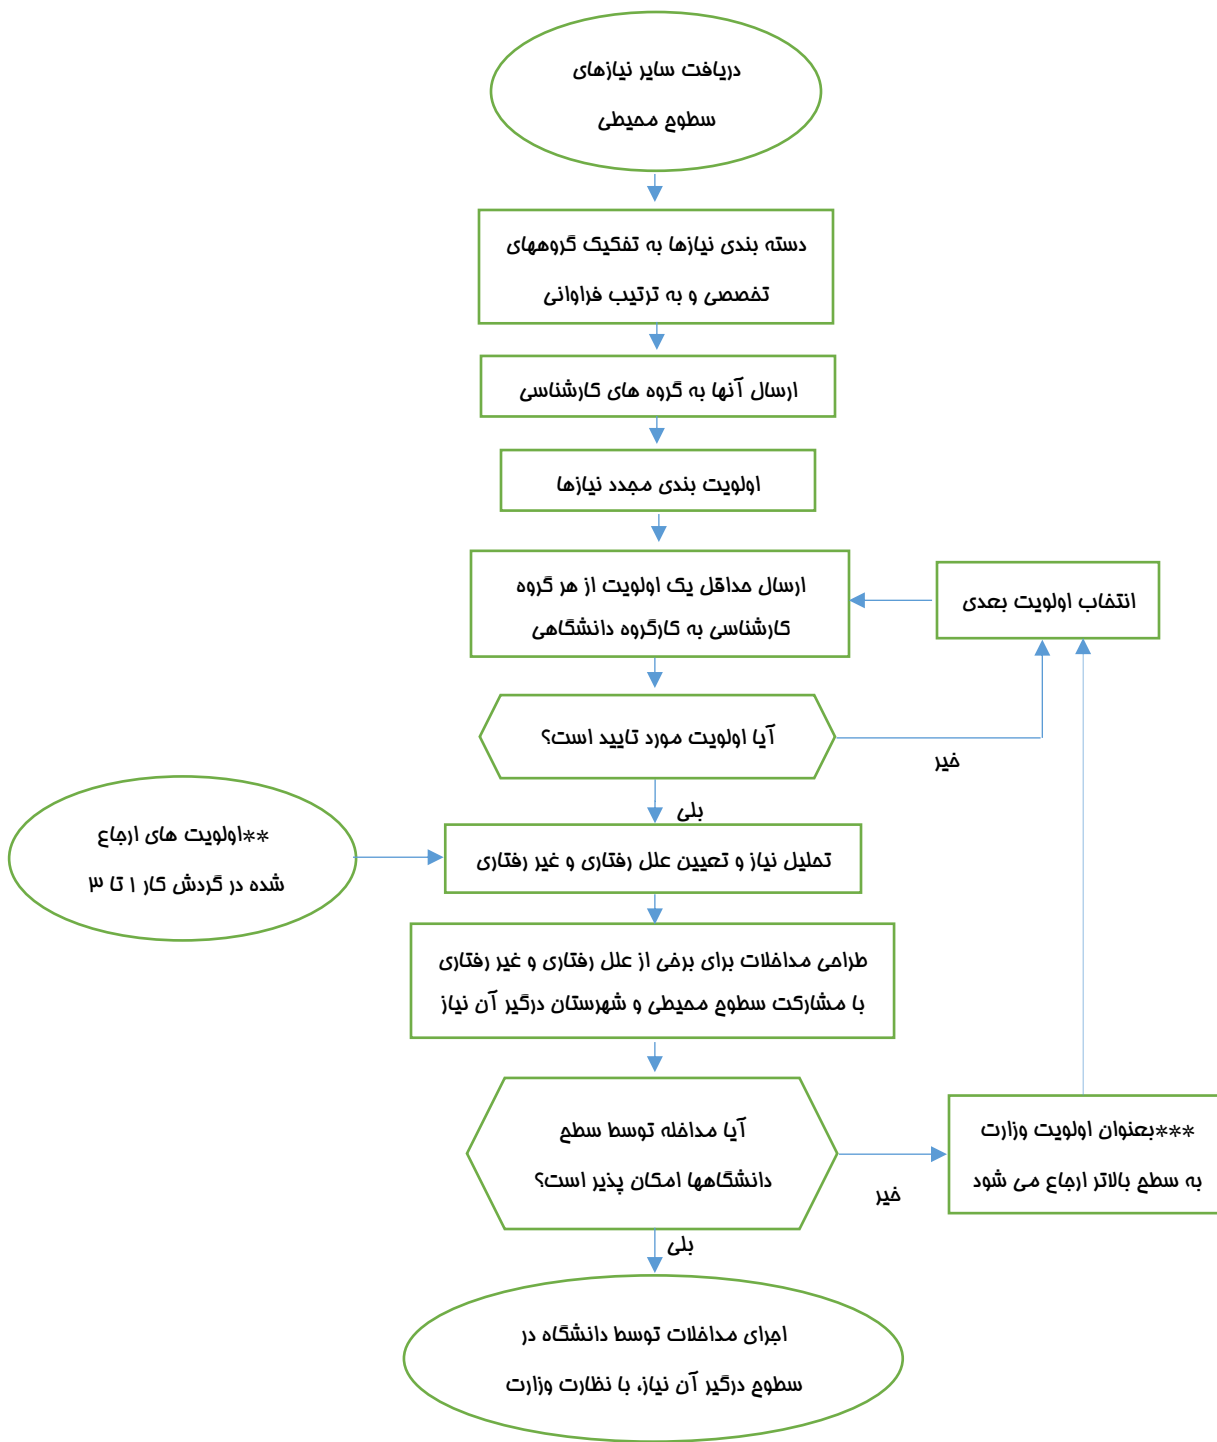 دریافت سایر نیازهای
سطوح محیطی
دسته بندی نیازها به تفکیک گروههای
تخصصی و به ترتیب فراوانی
ارسال آنها به گروه های کارشناسی
اولویت بندی مجدد نیازها
ارسال حداقل یک اولویت از هر گروه
کارشناسی به کارگروه دانشگاهی
انتخاب اولویت بعدی
آیا اولویت مورد تایید است؟
خیر
بلی
**اولویت های ارجاع
شده در گردش کار ۱ تا ۳
تحلیل نیاز و تعیین علل رفتاری و غیر رفتاری
طراحی مداخلات برای برخی از علل رفتاری و غیر رفتاری
با مشارکت سطوح محیطی و شهرستان درگیر آن نیاز
آیا مداخله توسط سطح
دانشگاهها امکان پذیر است؟
خیر
***بعنوان اولویت وزارت
به سطح بالاتر ارجاع می شود
بلی
اجرای مداخلات توسط دانشگاه در
سطوح درگیر آن نیاز، با نظارت وزارت